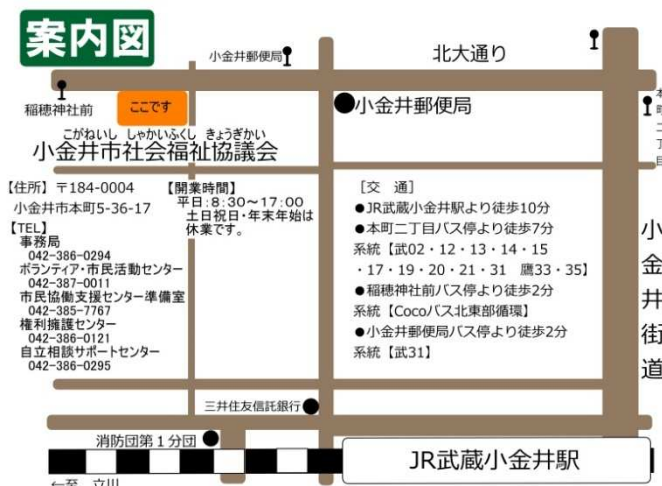 案内図
小金井郵便局
北大通り
稲穂神社前
ここです
小金井郵便局
本町二丁目
こがねいし しゃかいふくし きょうぎかい
小金井市社会福祉協議会
【住所】 〒184-0004
小金井市本町5-36-17
【TEL】
事務局
042-386-0294
ボランティア・市民活動センター
042-387-0011
市民協働支援センター準備室
042-385-7767
権利擁護センター
042-386-0121
自立相談サポートセンター
042-386-0295
【開業時間】
平日:8:30～17:00
土日祝日・年末年始は
休業です。
［交　通］
●JR武蔵小金井駅より徒歩10分
●本町二丁目バス停より徒歩7分
系統【武02・12・13・14・15
・17・19・20・21・31　鷹33・35】
●稲穂神社前バス停より徒歩2分
系統【Cocoバス北東部循環】
●小金井郵便局バス停より徒歩2分
系統【武31】
小金井街道
三井住友信託銀行
消防団第１分団
JR武蔵小金井駅
←至　立川